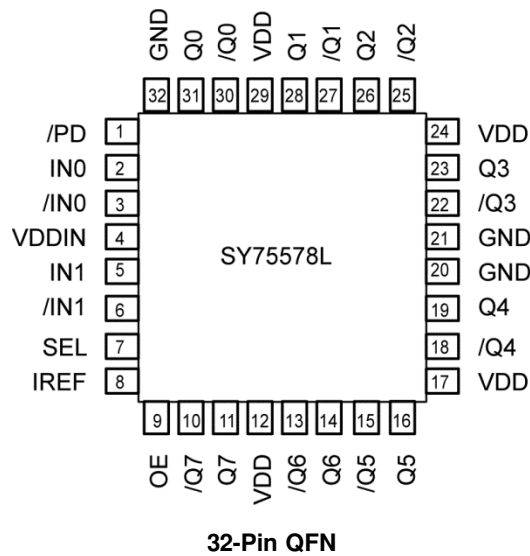 GND Q0 /Q0 VDD Q1 /Q1 Q2 /Q2
32 31 30 29 28 27 26 25
/PD 1 24 VDD
IN0 2 23 Q3
/IN0 3 22 /Q3
VDDIN 4 21 GND
SY75578L
IN1 5 20 GND
/IN1 6 19 Q4
SEL 7 18 /Q4
IREF 8 17 VDD
9 10 11 12 13 14 15 16
OE /Q7 Q7 VDD /Q6 Q6 /Q5 Q5
32-Pin QFN